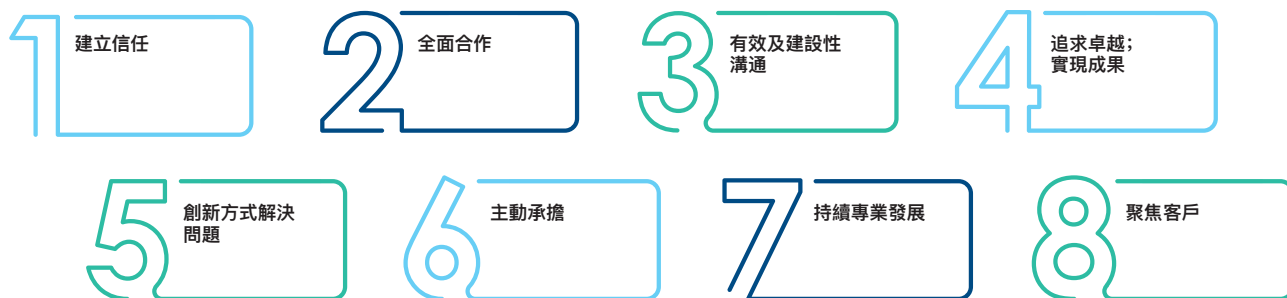 1
建立信任
2
全面合作
3
有效及建設性
溝通
4
追求卓越；
實現成果
5
創新方式解決
問題
6
主動承擔
7
持續專業發展
8
聚焦客戶